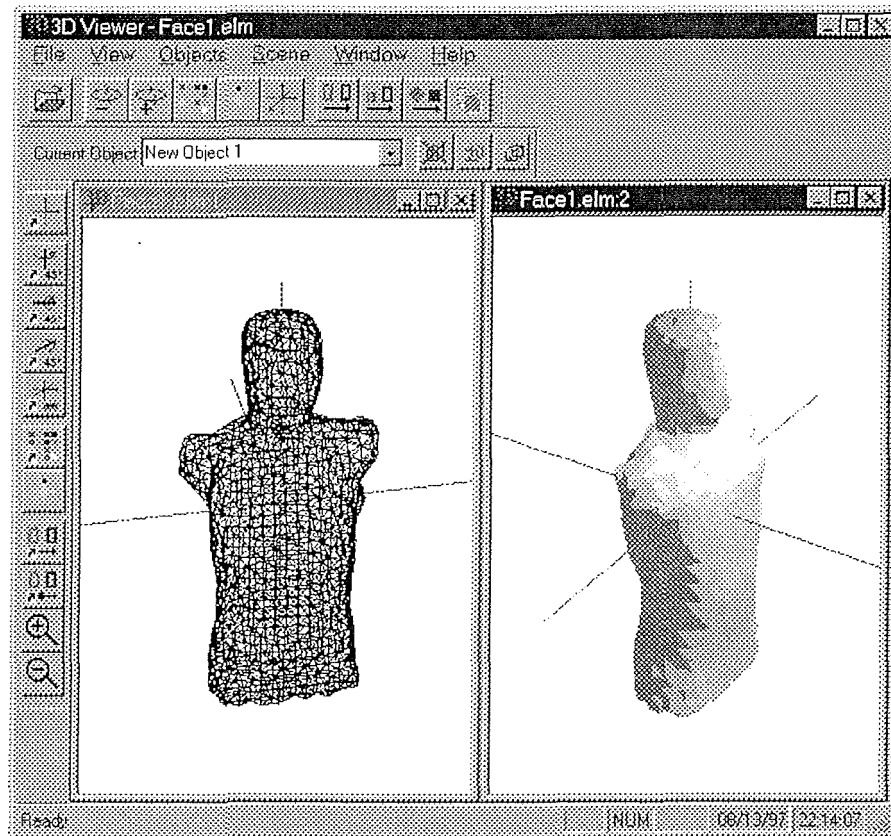 3D Viewer - Face1.elm
File View Objects Scene Window Help
Current Object New Object 1
Face1.elm:2
Ready NUM 08/13/97 22:14:07